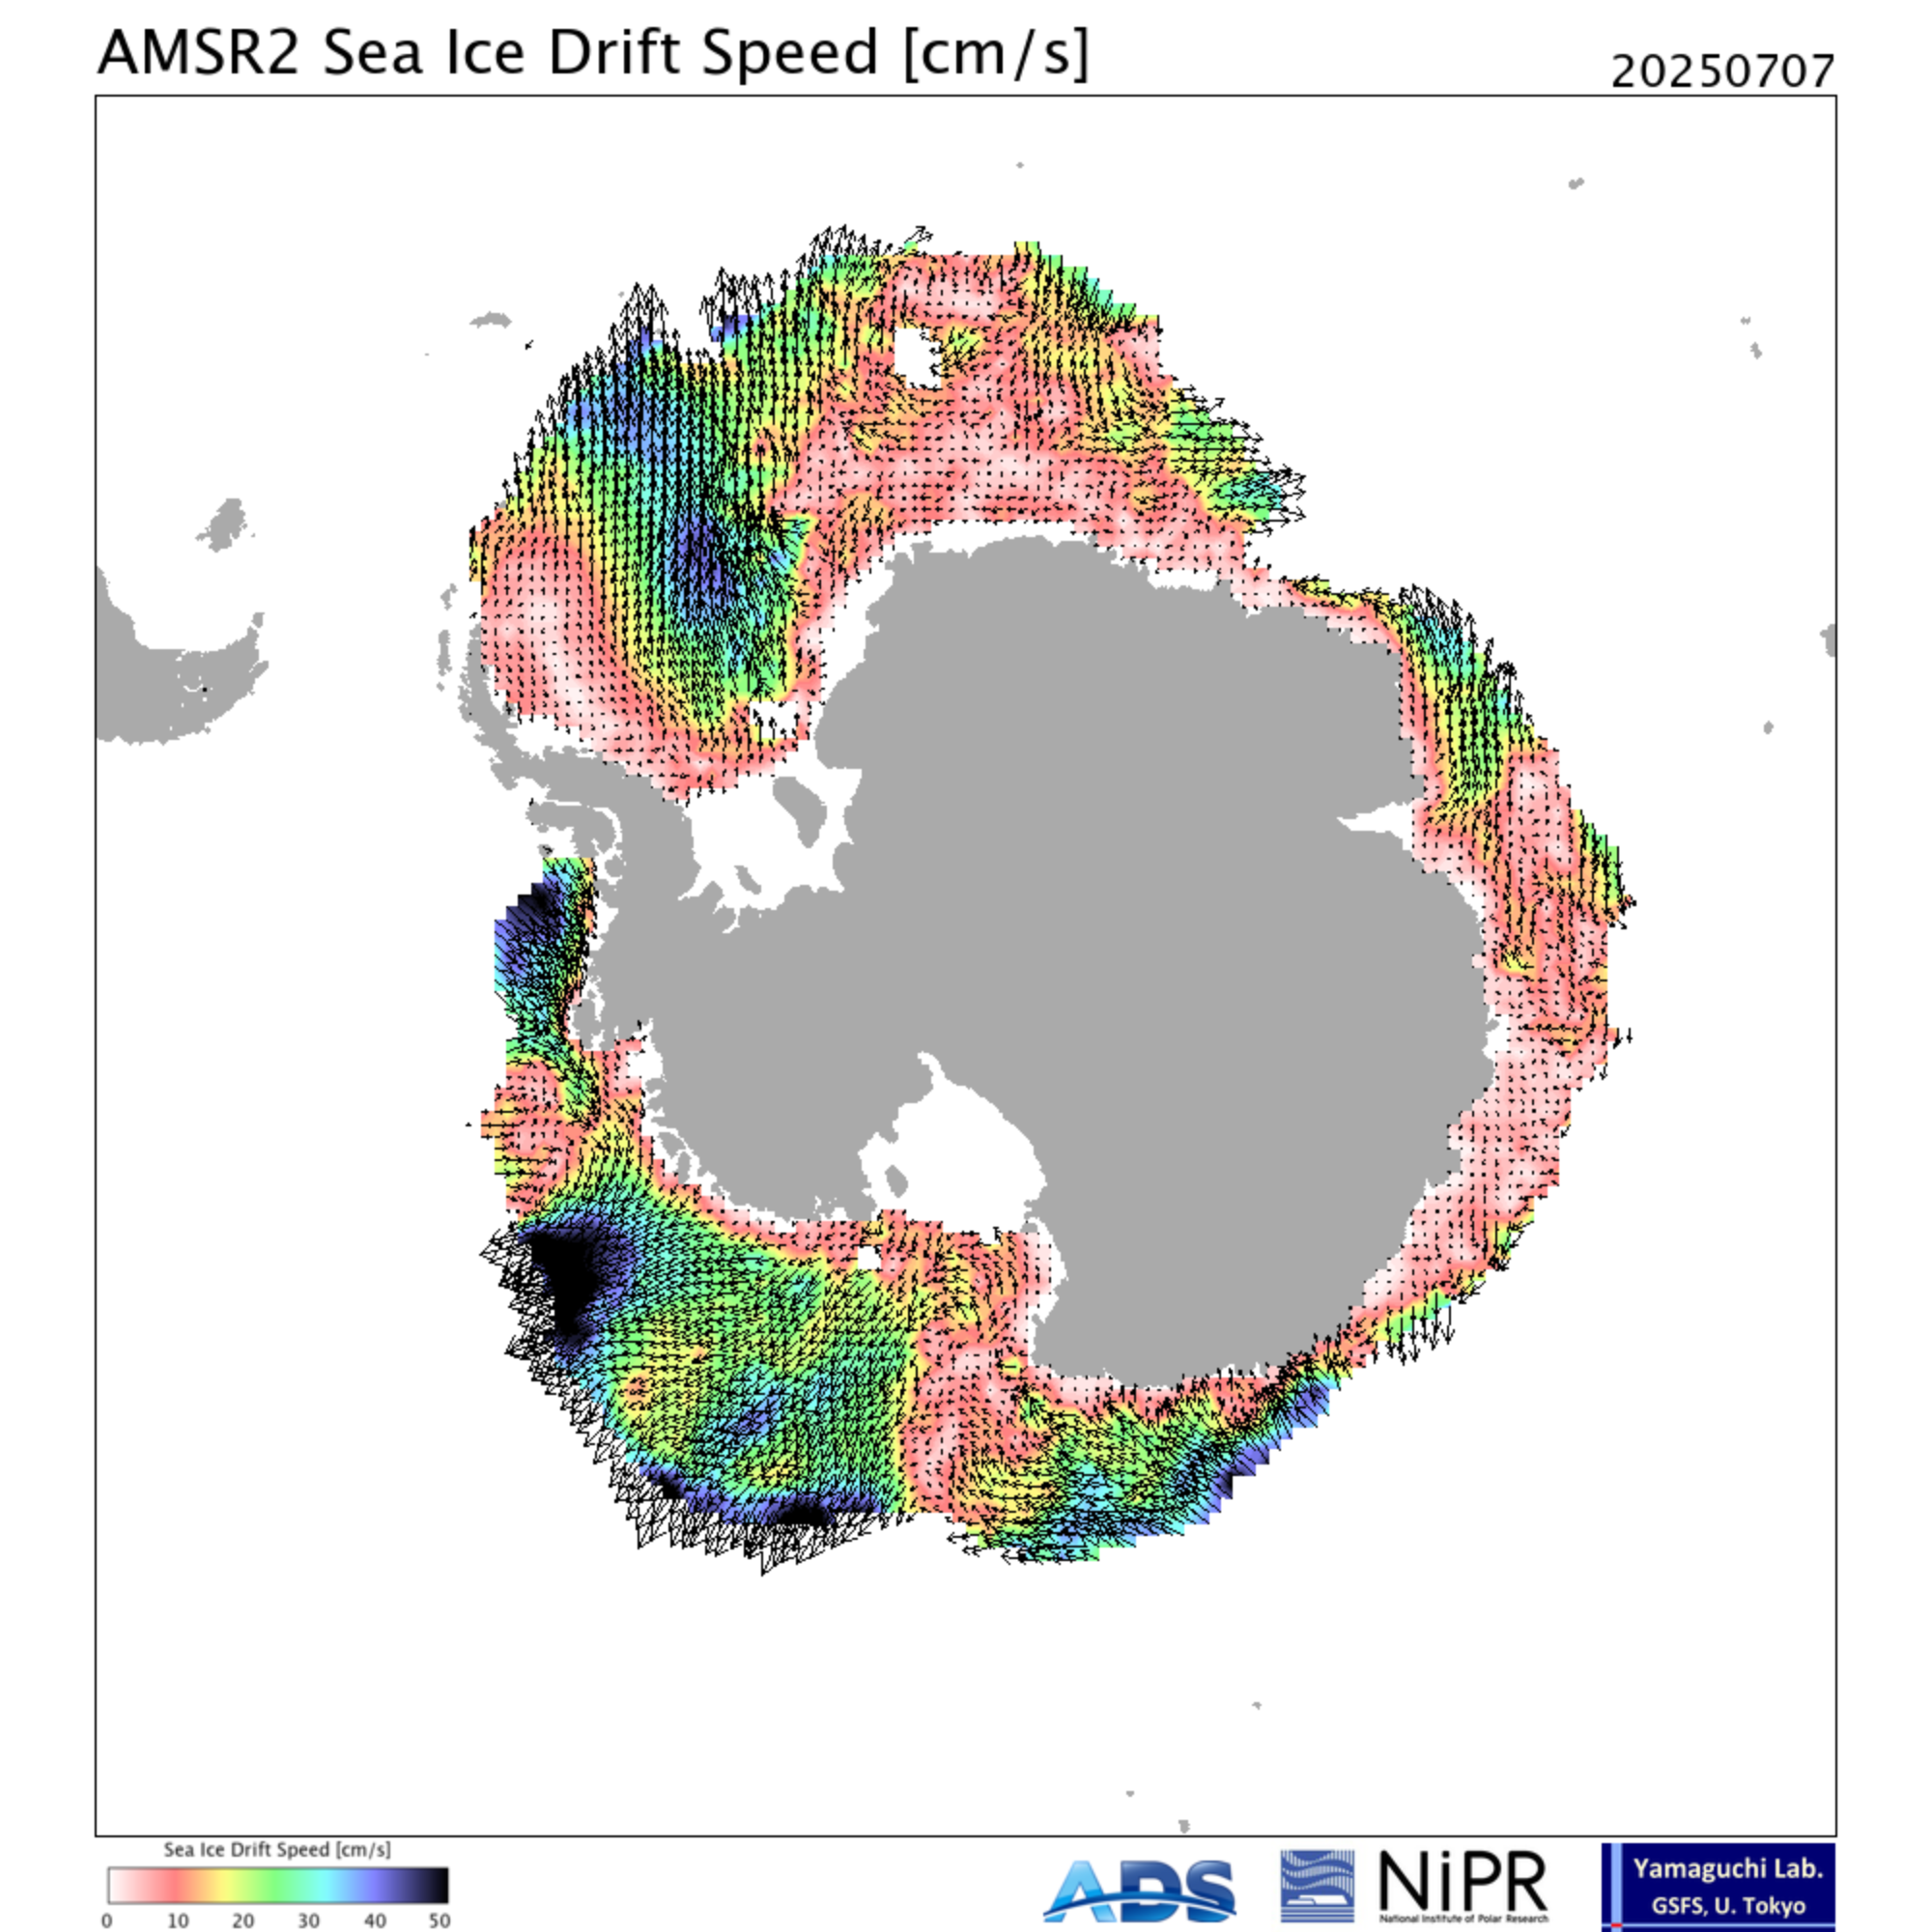 AMSR2 Sea Ice Drift Speed [cm/s]
20250707
Sea Ice Drift Speed [cm/s]
0 10 20 30 40 50
ADS
NiPR
National Institute of Polar Research
Yamaguchi Lab.
GSFS, U. Tokyo